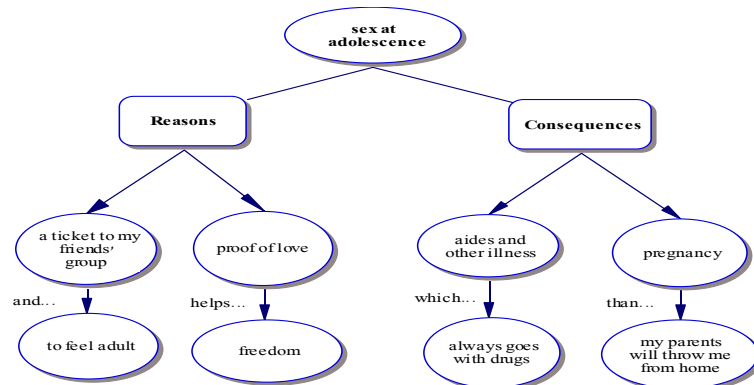 sex at
adolescence
Reasons
Consequences
a ticket to my
friends'
group
proof of love
aides and
other illness
pregnancy
and...
helps...
which...
than...
to feel adult
freedom
always goes
with drugs
my parents
will throw me
from home